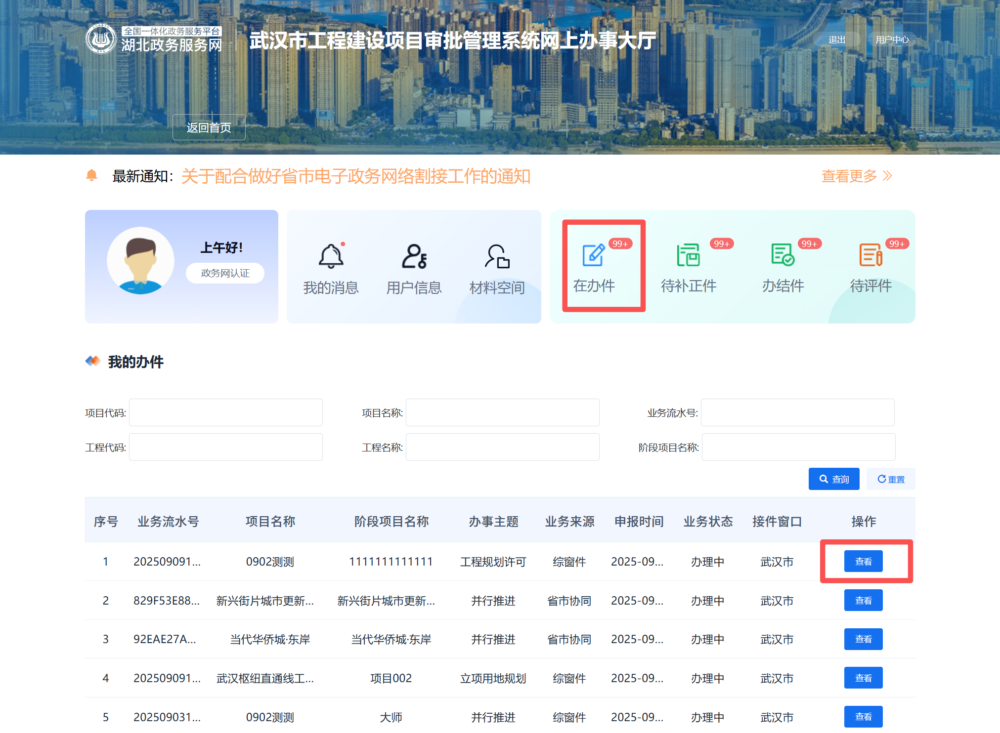 全国一体化政务服务平台
湖北政务服务网
武汉市工程建设项目审批管理系统网上办事大厅
退出
用户中心
返回首页
最新通知：关于配合做好省市电子政务网络割接工作的通知
查看更多
上午好！
政务网认证
我的消息
用户信息
材料空间
99+
在办件
99+
待补正件
99+
办结件
99+
待评件
我的办件
项目代码:
项目名称:
业务流水号:
工程代码:
工程名称:
阶段项目名称:
查询
重置
序号 业务流水号 项目名称 阶段项目名称 办事主题 业务来源 申报时间 业务状态 接件窗口 操作
1 202509091... 0902测测 1111111111111 工程规划许可 综窗件 2025-09... 办理中 武汉市 查看
2 829F53E88... 新兴街片城市更新... 新兴街片城市更新... 并行推进 省市协同 2025-09... 办理中 武汉市 查看
3 92EAE27A... 当代华侨城·东岸 当代华侨城·东岸 并行推进 省市协同 2025-09... 办理中 武汉市 查看
4 202509091... 武汉枢纽直通线工... 项目002 立项用地规划 综窗件 2025-09... 办理中 武汉市 查看
5 202509031... 0902测测 大师 并行推进 综窗件 2025-09... 办理中 武汉市 查看